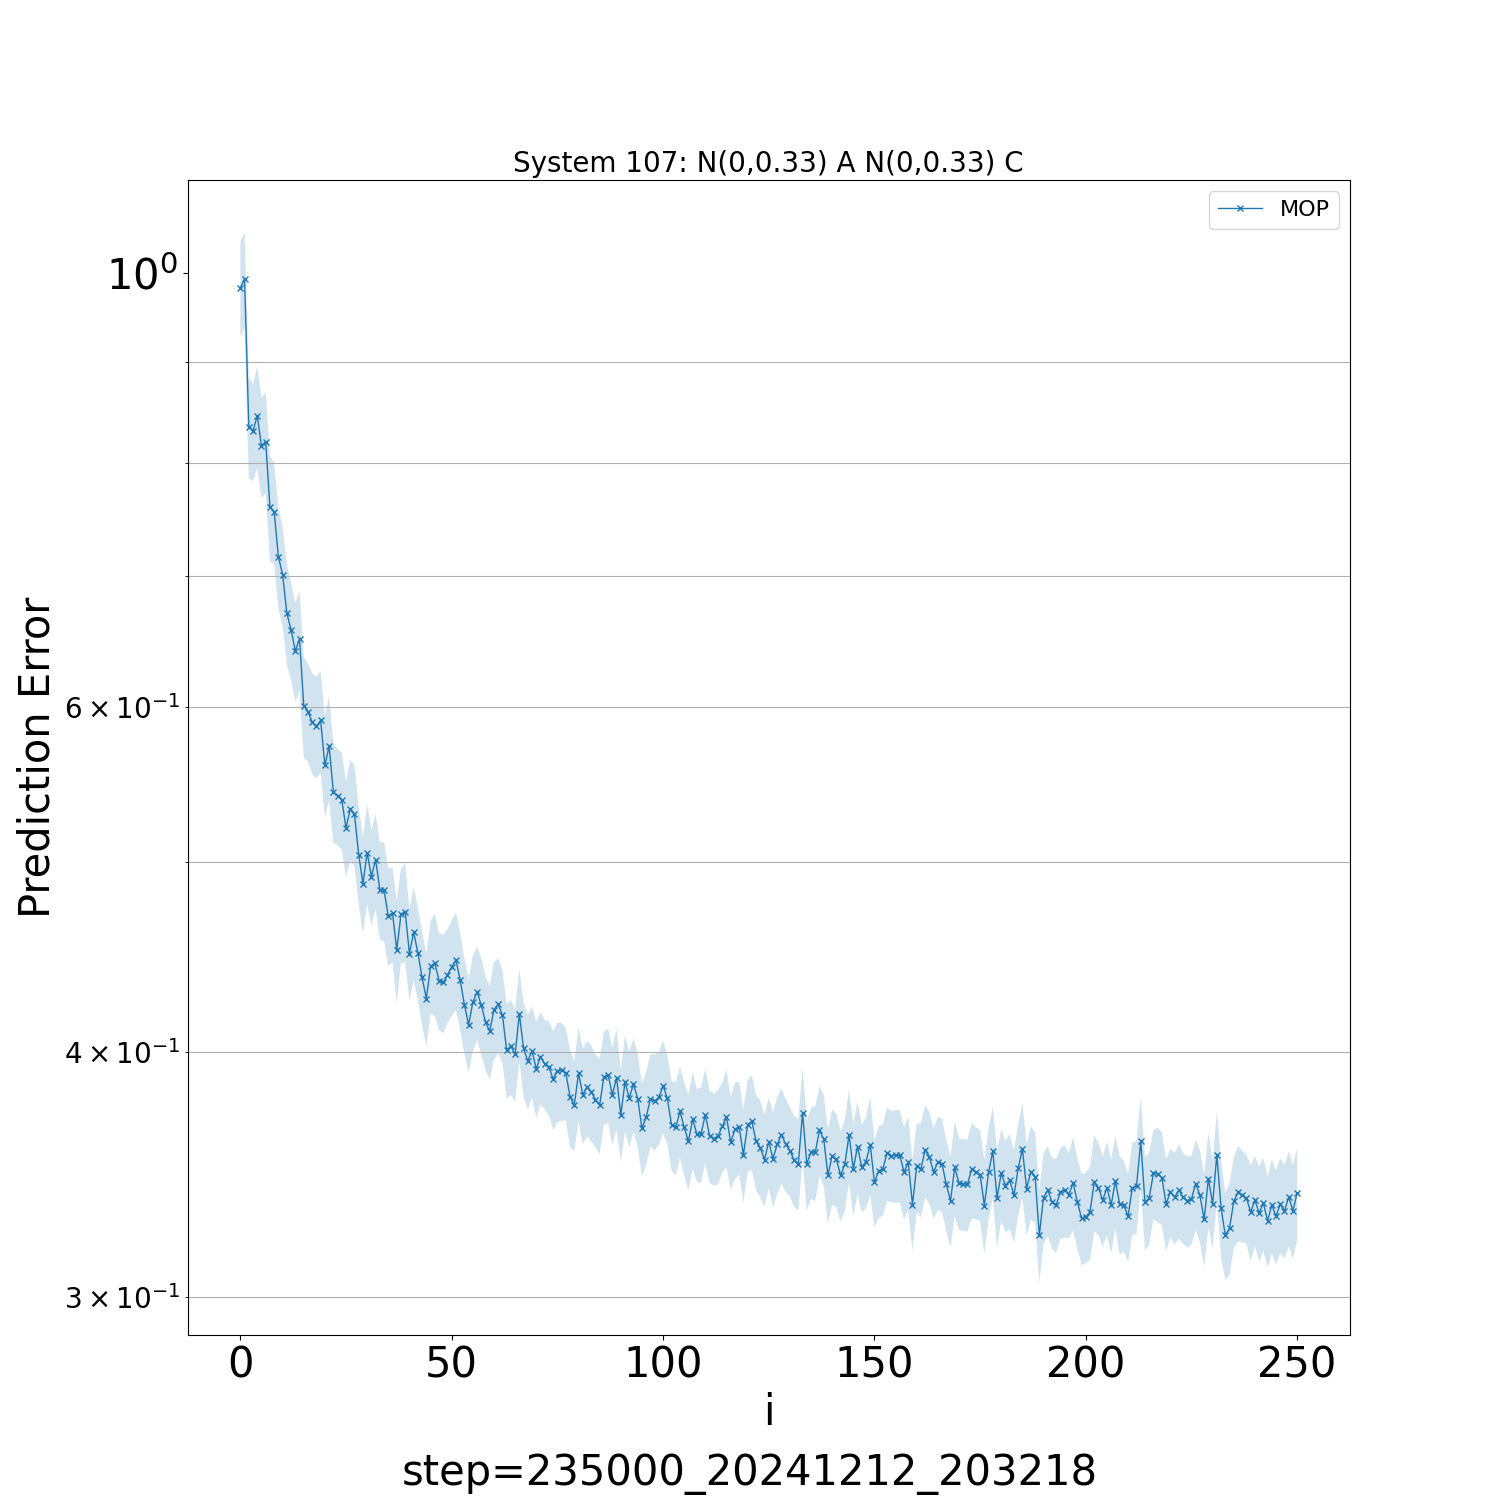 System 107: N(0,0.33) A N(0,0.33) C
MOP
10⁰
6 × 10⁻¹
4 × 10⁻¹
3 × 10⁻¹
Prediction Error
0 50 100 150 200 250
i
step=235000_20241212_203218